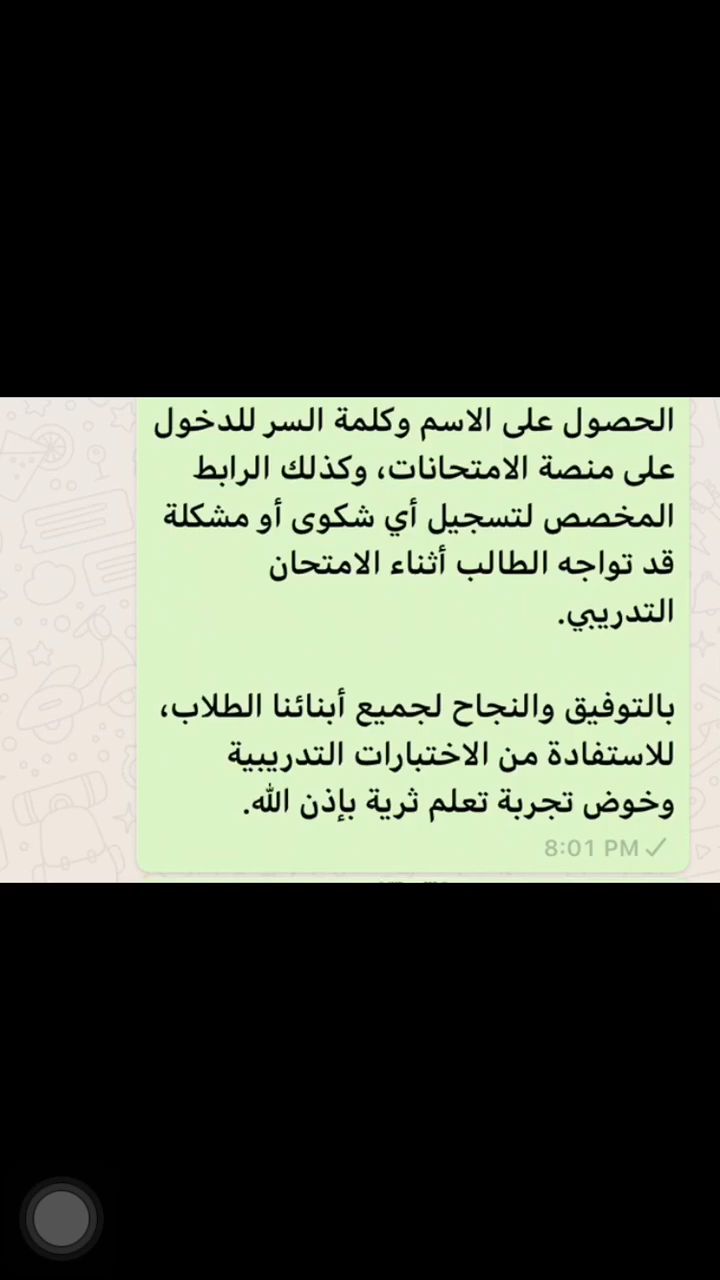 الحصول على الاسم وكلمة السر للدخول
على منصة الامتحانات، وكذلك الرابط
المخصص لتسجيل أي شكوى أو مشكلة
قد تواجه الطالب أثناء الامتحان
التدريبي.
بالتوفيق والنجاح لجميع أبنائنا الطلاب،
للاستفادة من الاختبارات التدريبية
وخوض تجربة تعلم ثرية بإذن الله.
8:01 PM